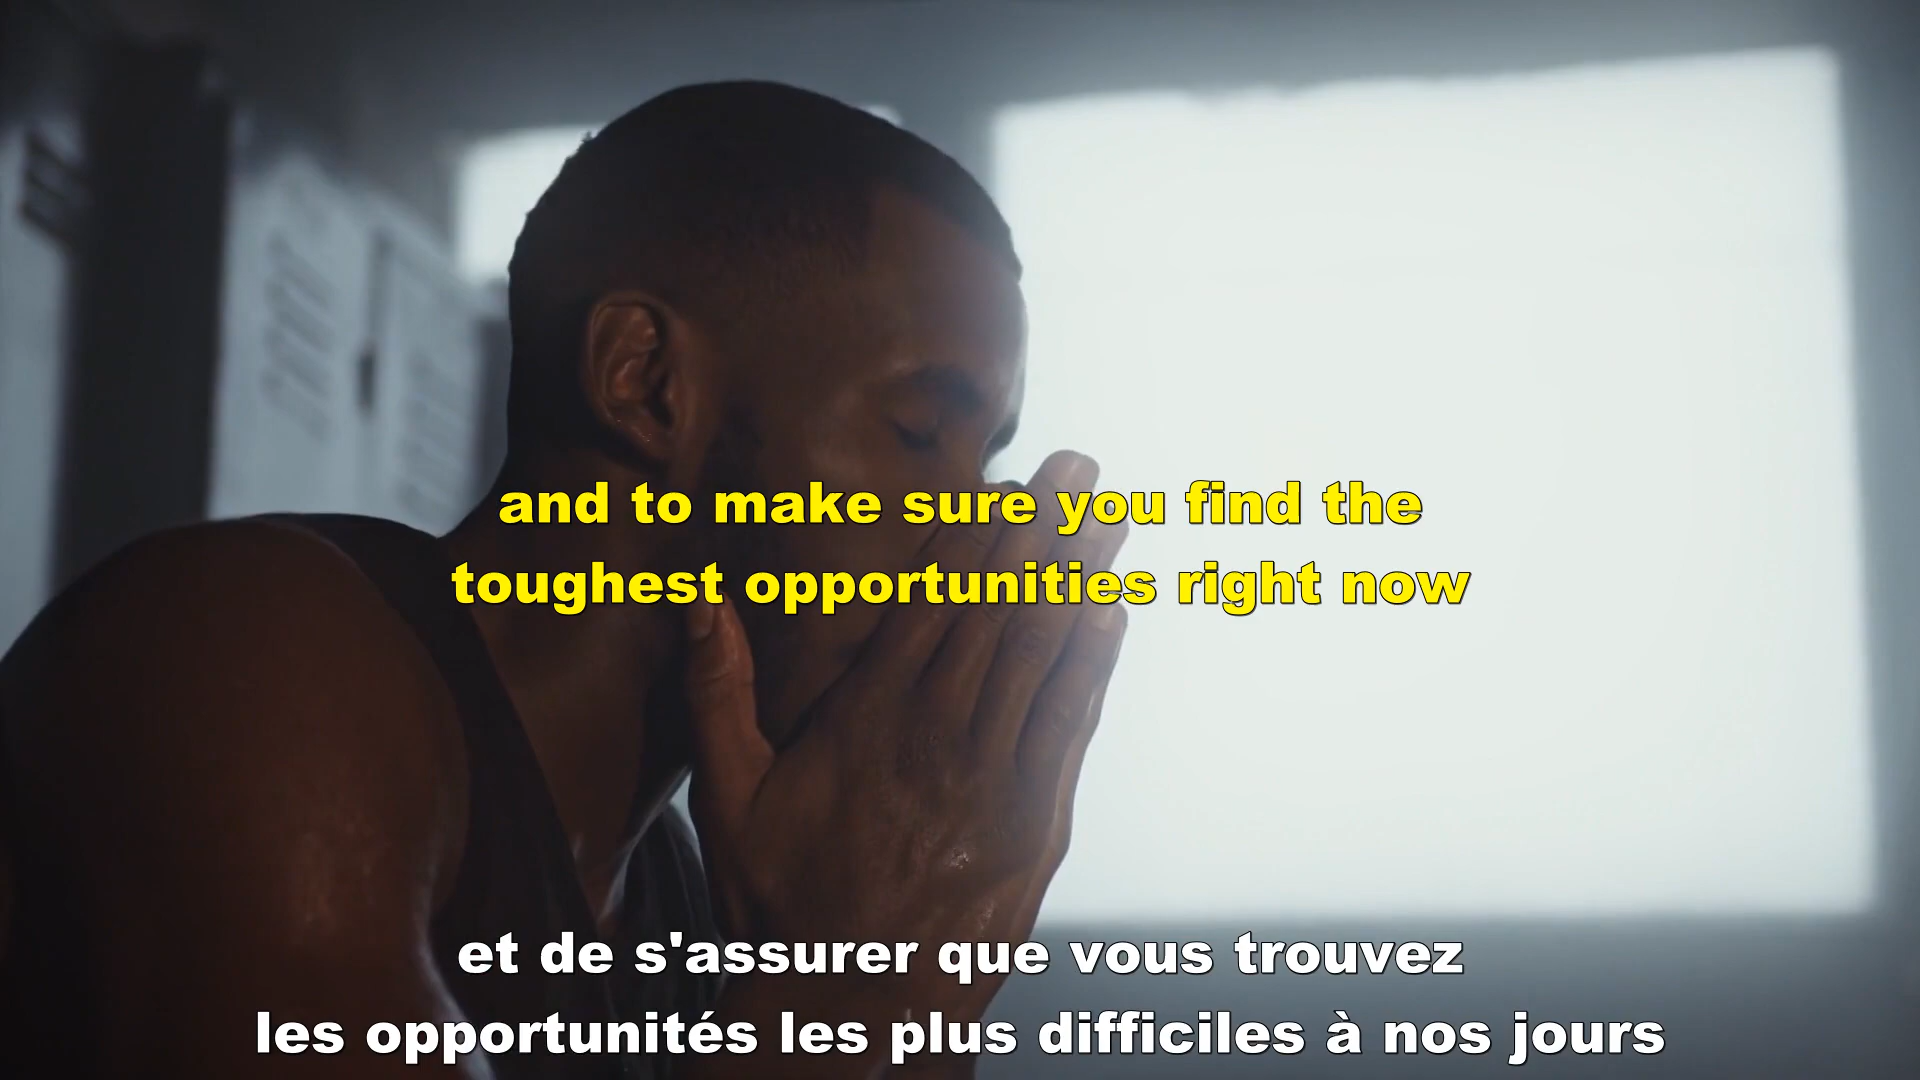 and to make sure you find the
toughest opportunities right now
et de s'assurer que vous trouvez
les opportunités les plus difficiles à nos jours